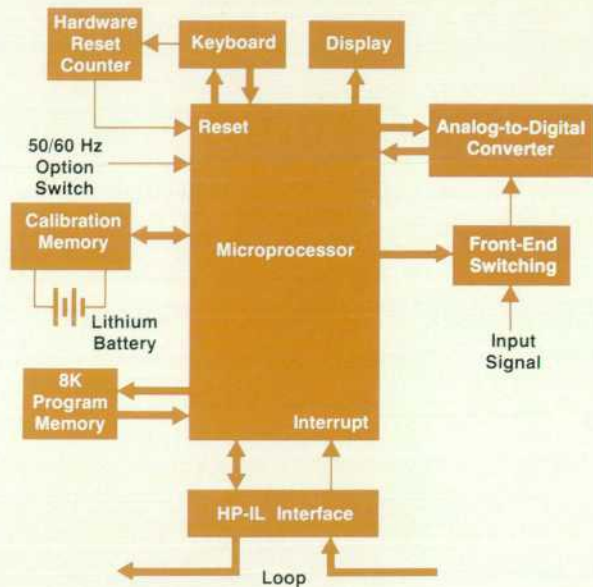 Hardware
Reset
Counter
Keyboard
Display
Reset
Analog-to-Digital
Converter
50/60 Hz
Option
Switch
Calibration
Memory
Microprocessor
Front-End
Switching
Lithium
Battery
Input
Signal
8K
Program
Memory
Interrupt
HP-IL Interface
Loop